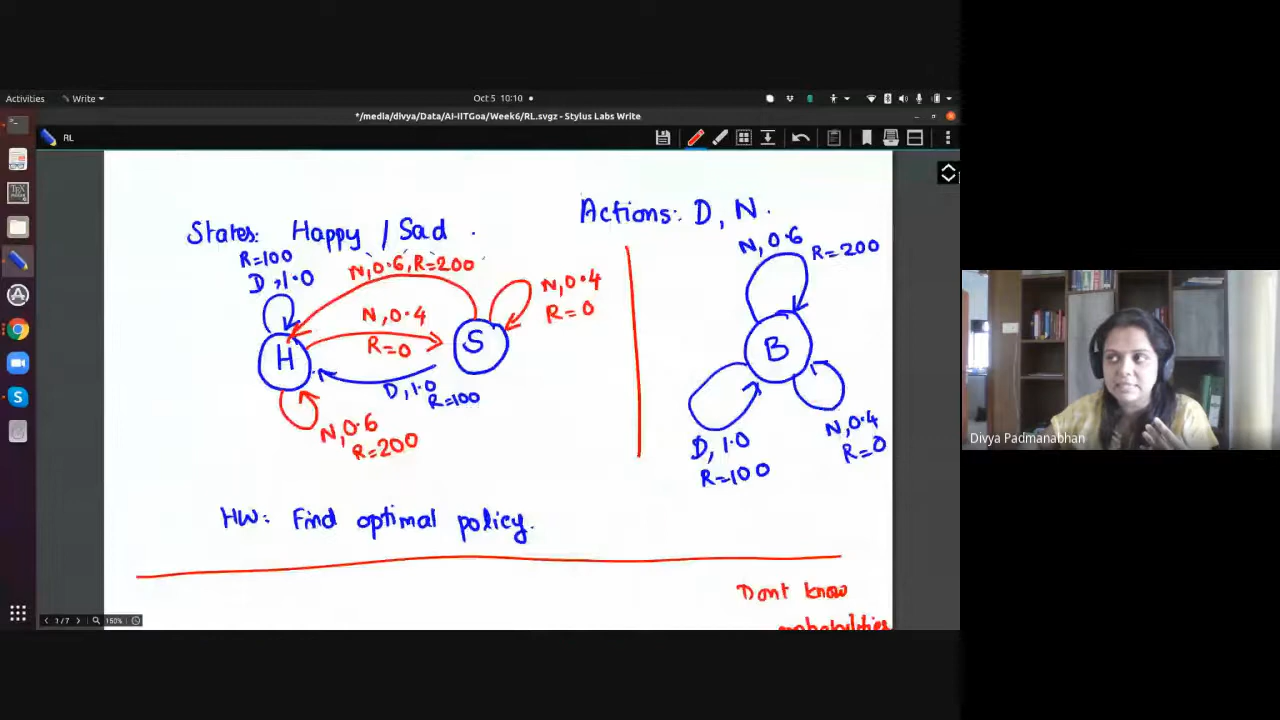 Activities
Write
Oct 5 10:10
*/media/divya/Data/AI-IITGoa/Week6/RL.svgz - Stylus Labs Write
RL
States: Happy / Sad .
Actions: D, N.
R=100
D, 1.0
N, 0.6, R=200
N, 0.4
R=0
N, 0.4
R=0
H
S
D, 1.0
R=100
N, 0.6
R=200
N, 0.6
R=200
B
D, 1.0
R=100
N, 0.4
R=0
HW: Find optimal policy.
Dont know
probabilities
1/7
150%
Divya Padmanabhan